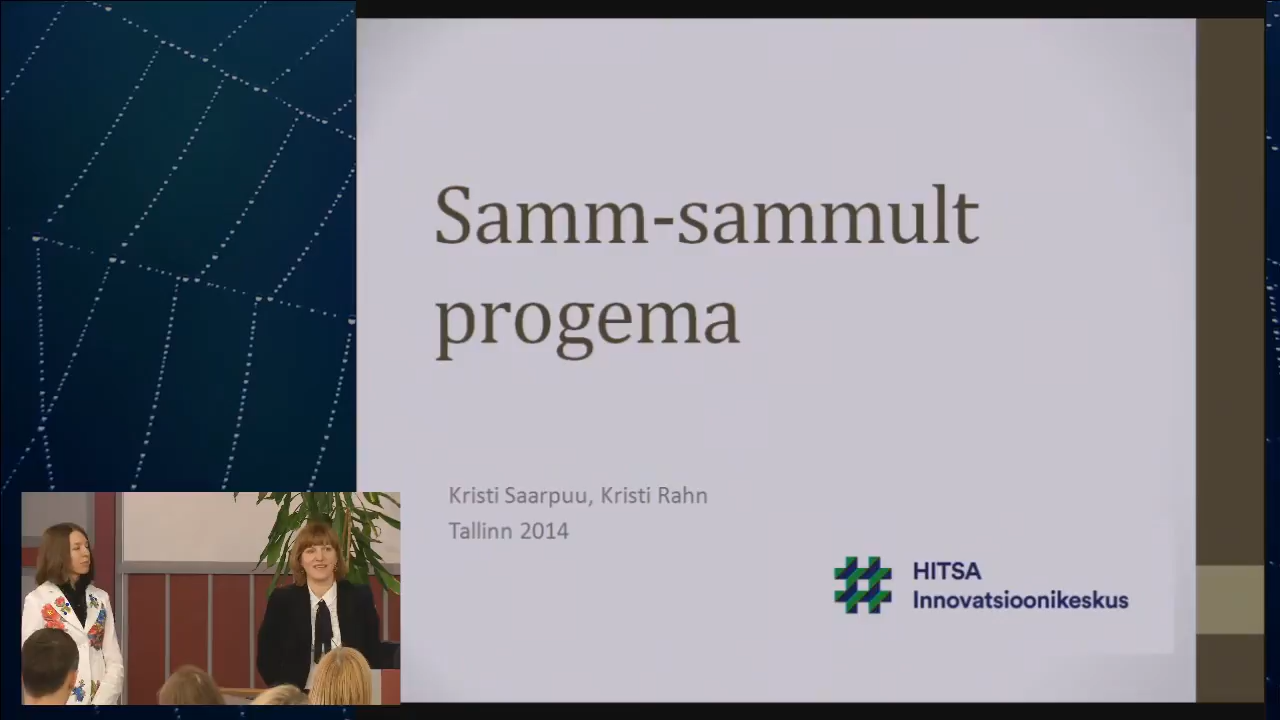 Samm-sammult
progema
Kristi Saarpuu, Kristi Rahn
Tallinn 2014
HITSA
Innovatsioonikeskus